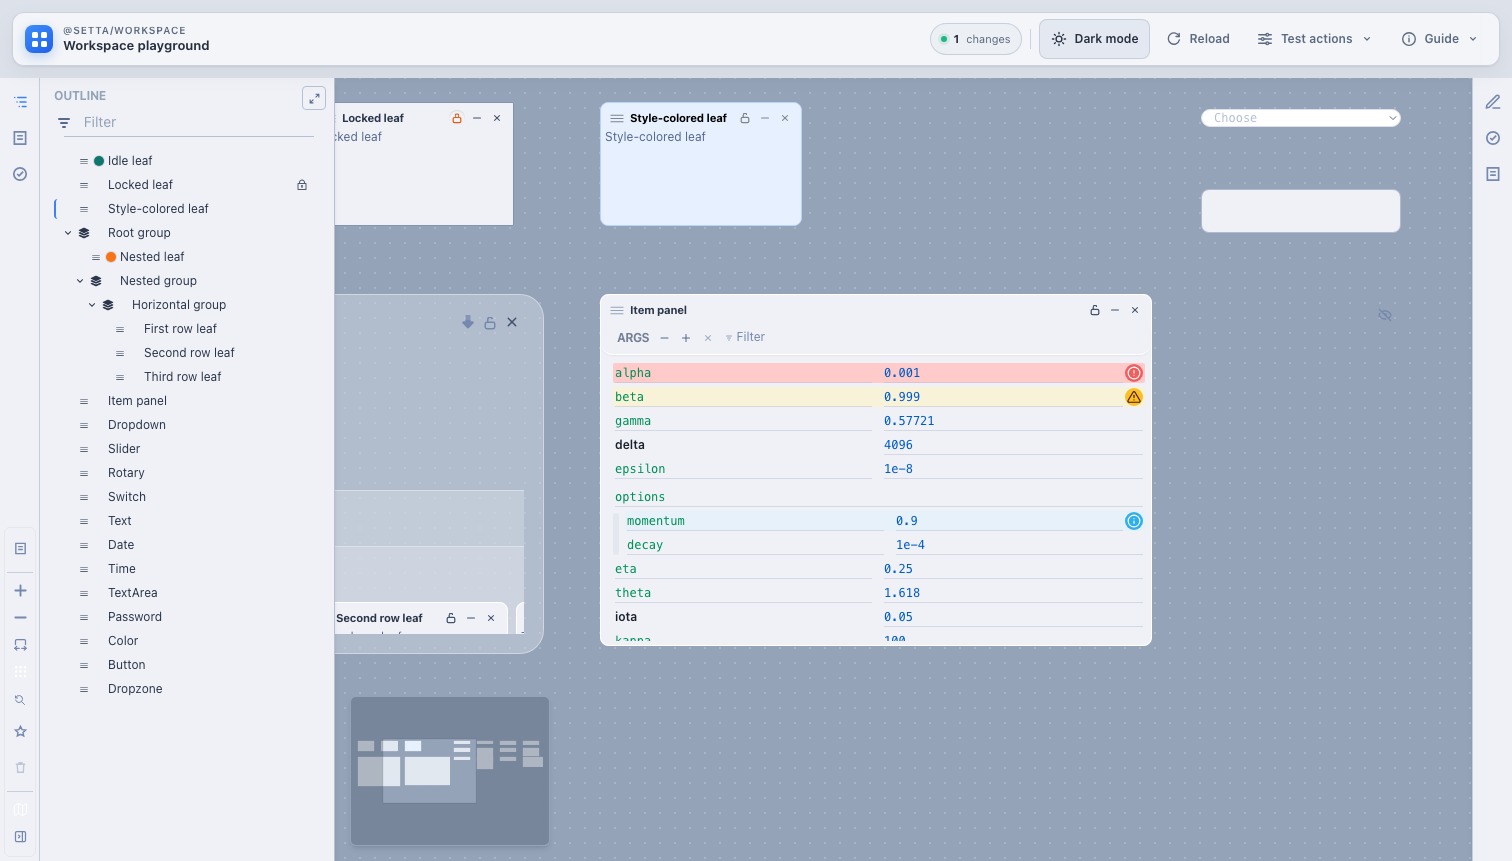 @SETTA/WORKSPACE
Workspace playground
1 changes
Dark mode
Reload
Test actions
Guide
OUTLINE
Filter
Idle leaf
Locked leaf
Style-colored leaf
Root group
Nested leaf
Nested group
Horizontal group
First row leaf
Second row leaf
Third row leaf
Item panel
Dropdown
Slider
Rotary
Switch
Text
Date
Time
TextArea
Password
Color
Button
Dropzone
Locked leaf
cked leaf
Style-colored leaf
Style-colored leaf
Choose
Second row leaf
Item panel
ARGS
Filter
alpha 0.001
beta 0.999
gamma 0.57721
delta 4096
epsilon 1e-8
options
momentum 0.9
decay 1e-4
eta 0.25
theta 1.618
iota 0.05
kappa 100